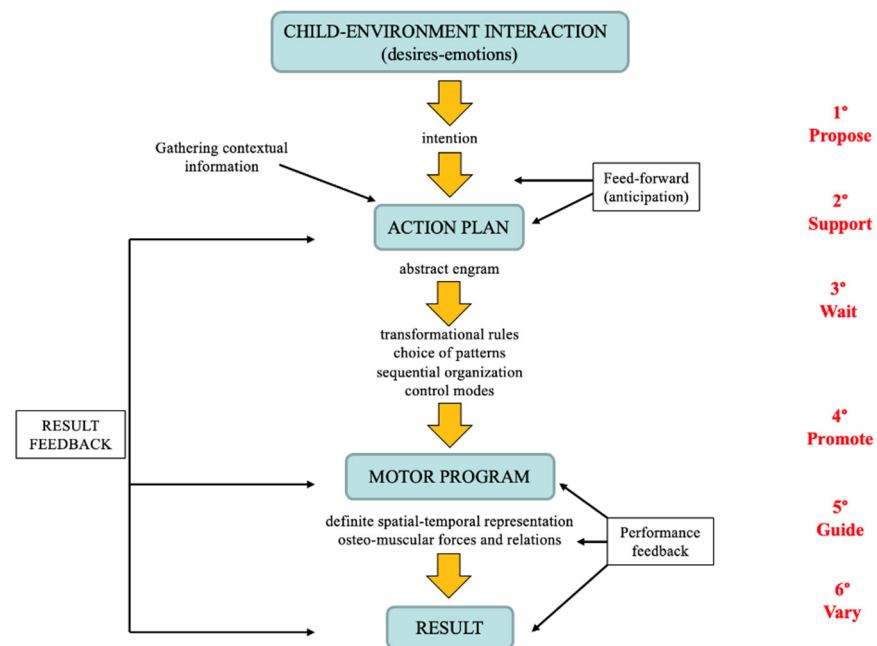 CHILD-ENVIRONMENT INTERACTION
(desires-emotions)
1°
Propose
intention
Gathering contextual
information
Feed-forward
(anticipation)
2°
Support
ACTION PLAN
abstract engram
3°
Wait
transformational rules
choice of patterns
sequential organization
control modes
RESULT
FEEDBACK
4°
Promote
MOTOR PROGRAM
5°
Guide
definite spatial-temporal representation
osteo-muscular forces and relations
Performance
feedback
6°
Vary
RESULT